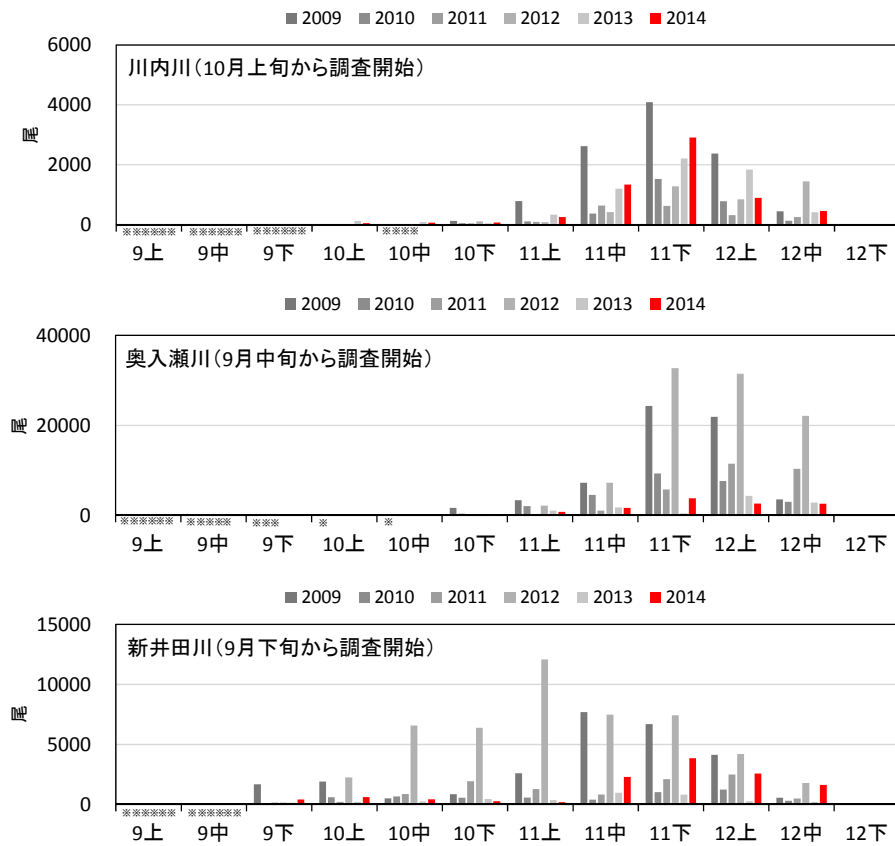 2009 2010 2011 2012 2013 2014
6000
川内川(10月上旬から調査開始)
4000
尾
2000
0
※※※※※※ ※※※※※※ ※※※※※※ ※※※※
9上 9中 9下 10上 10中 10下 11上 11中 11下 12上 12中 12下
2009 2010 2011 2012 2013 2014
40000
奥入瀬川(9月中旬から調査開始)
20000
尾
0
※※※※※※ ※※※※※ ※※※ ※ ※
9上 9中 9下 10上 10中 10下 11上 11中 11下 12上 12中 12下
2009 2010 2011 2012 2013 2014
15000
新井田川(9月下旬から調査開始)
10000
尾
5000
0
※※※※※※ ※※※※※※
9上 9中 9下 10上 10中 10下 11上 11中 11下 12上 12中 12下